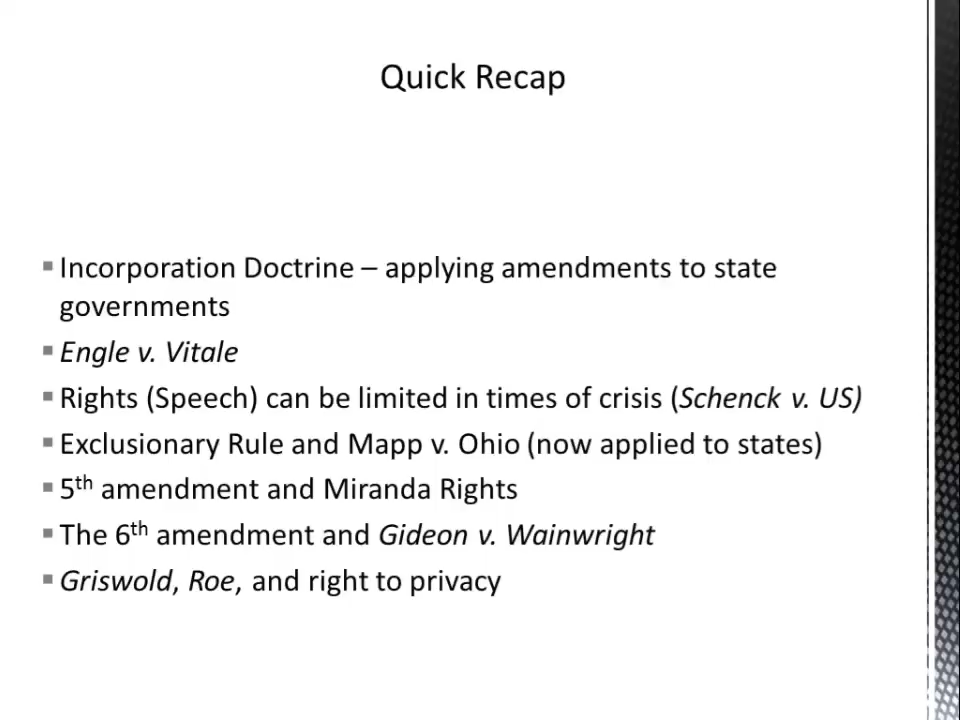 Quick Recap
Incorporation Doctrine – applying amendments to state
governments
Engle v. Vitale
Rights (Speech) can be limited in times of crisis (Schenck v. US)
Exclusionary Rule and Mapp v. Ohio (now applied to states)
5th amendment and Miranda Rights
The 6th amendment and Gideon v. Wainwright
Griswold, Roe, and right to privacy